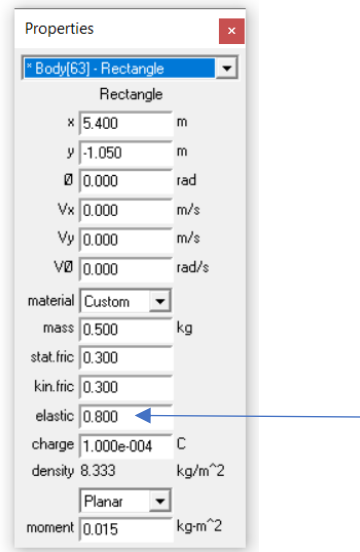 Properties
* Body[63] - Rectangle
Rectangle
x 5.400 m
y -1.050 m
Ø 0.000 rad
Vx 0.000 m/s
Vy 0.000 m/s
VØ 0.000 rad/s
material Custom
mass 0.500 kg
stat.fric 0.300
kin.fric 0.300
elastic 0.800
charge 1.000e-004 C
density 8.333 kg/m^2
Planar
moment 0.015 kg-m^2